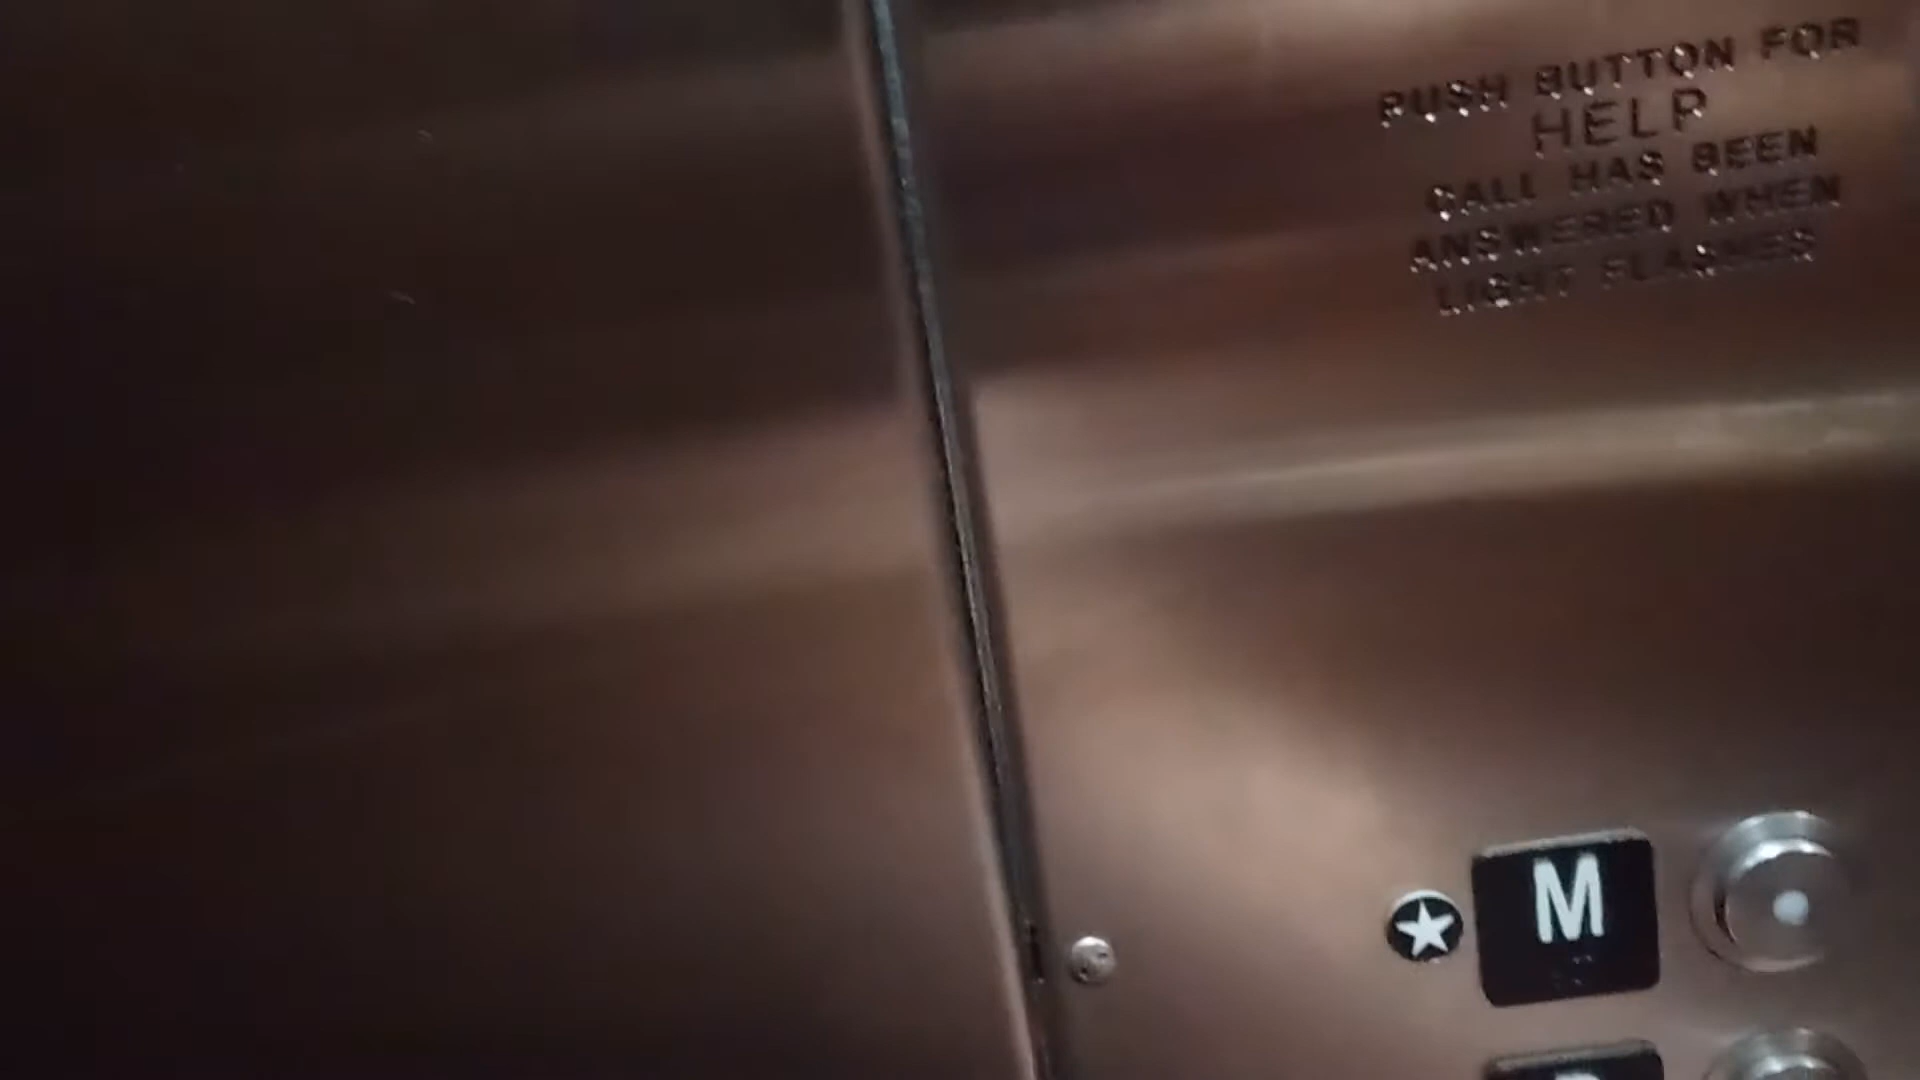 PUSH BUTTON FOR
HELP
CALL HAS BEEN
ANSWERED WHEN
LIGHT FLASHES
M